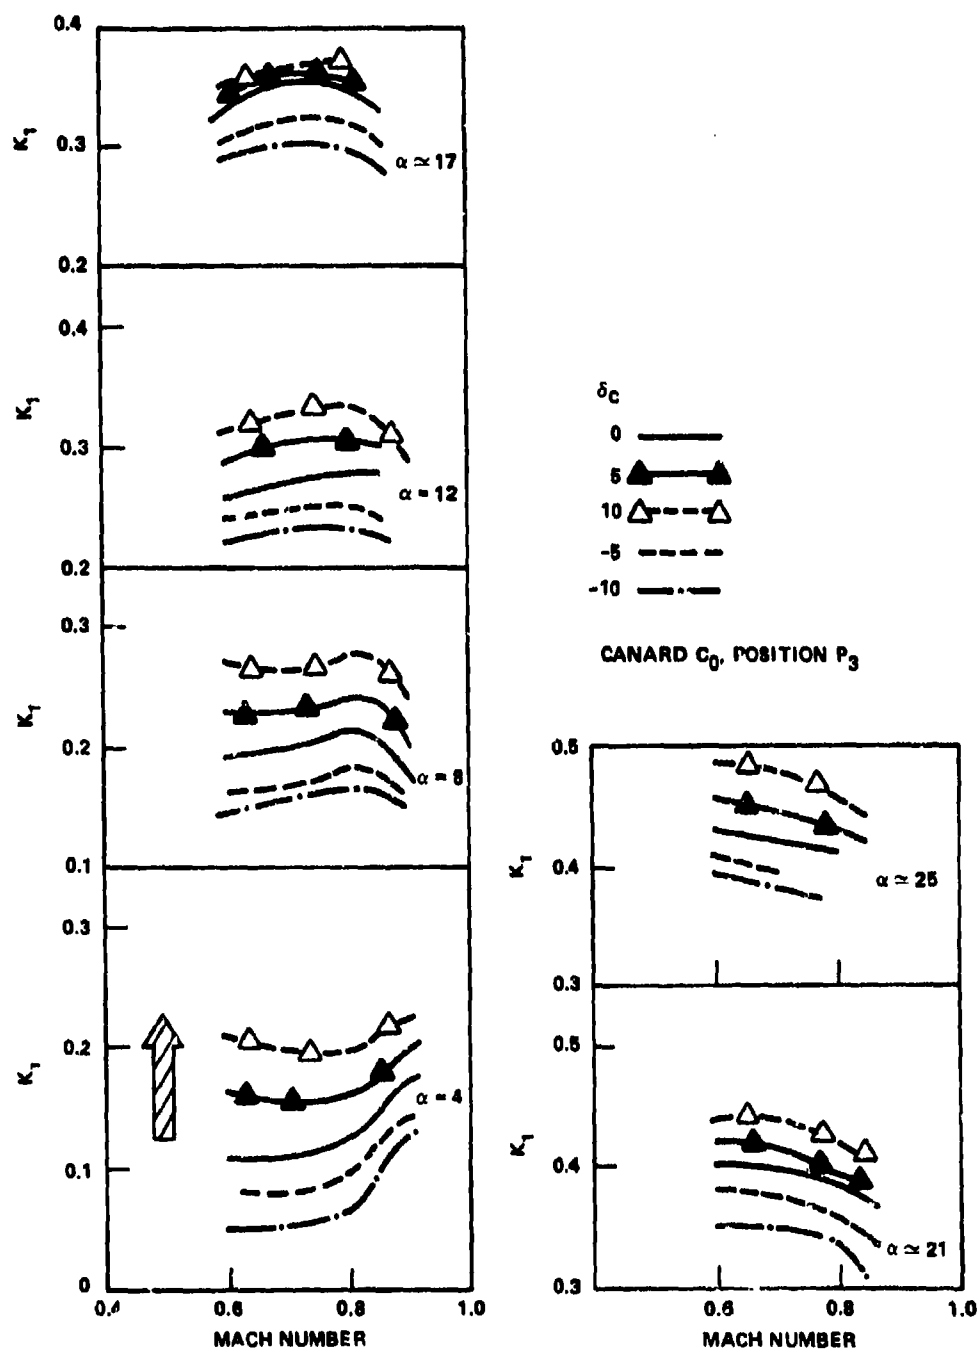 0.4
K₁
0.3
α ≃ 17
0.2
0.4
K₁
0.3
α = 12
0.2
0.3
K₁
0.2
α = 8
0.1
0.3
0.2
K₁
α = 4
0.1
0
0.4 0.6 0.8 1.0
MACH NUMBER
δC
0
5
10
-5
-10
CANARD C₀, POSITION P₃
0.5
K₁
0.4
α ≃ 25
0.3
0.5
K₁
0.4
α ≃ 21
0.3
0.6 0.8 1.0
MACH NUMBER